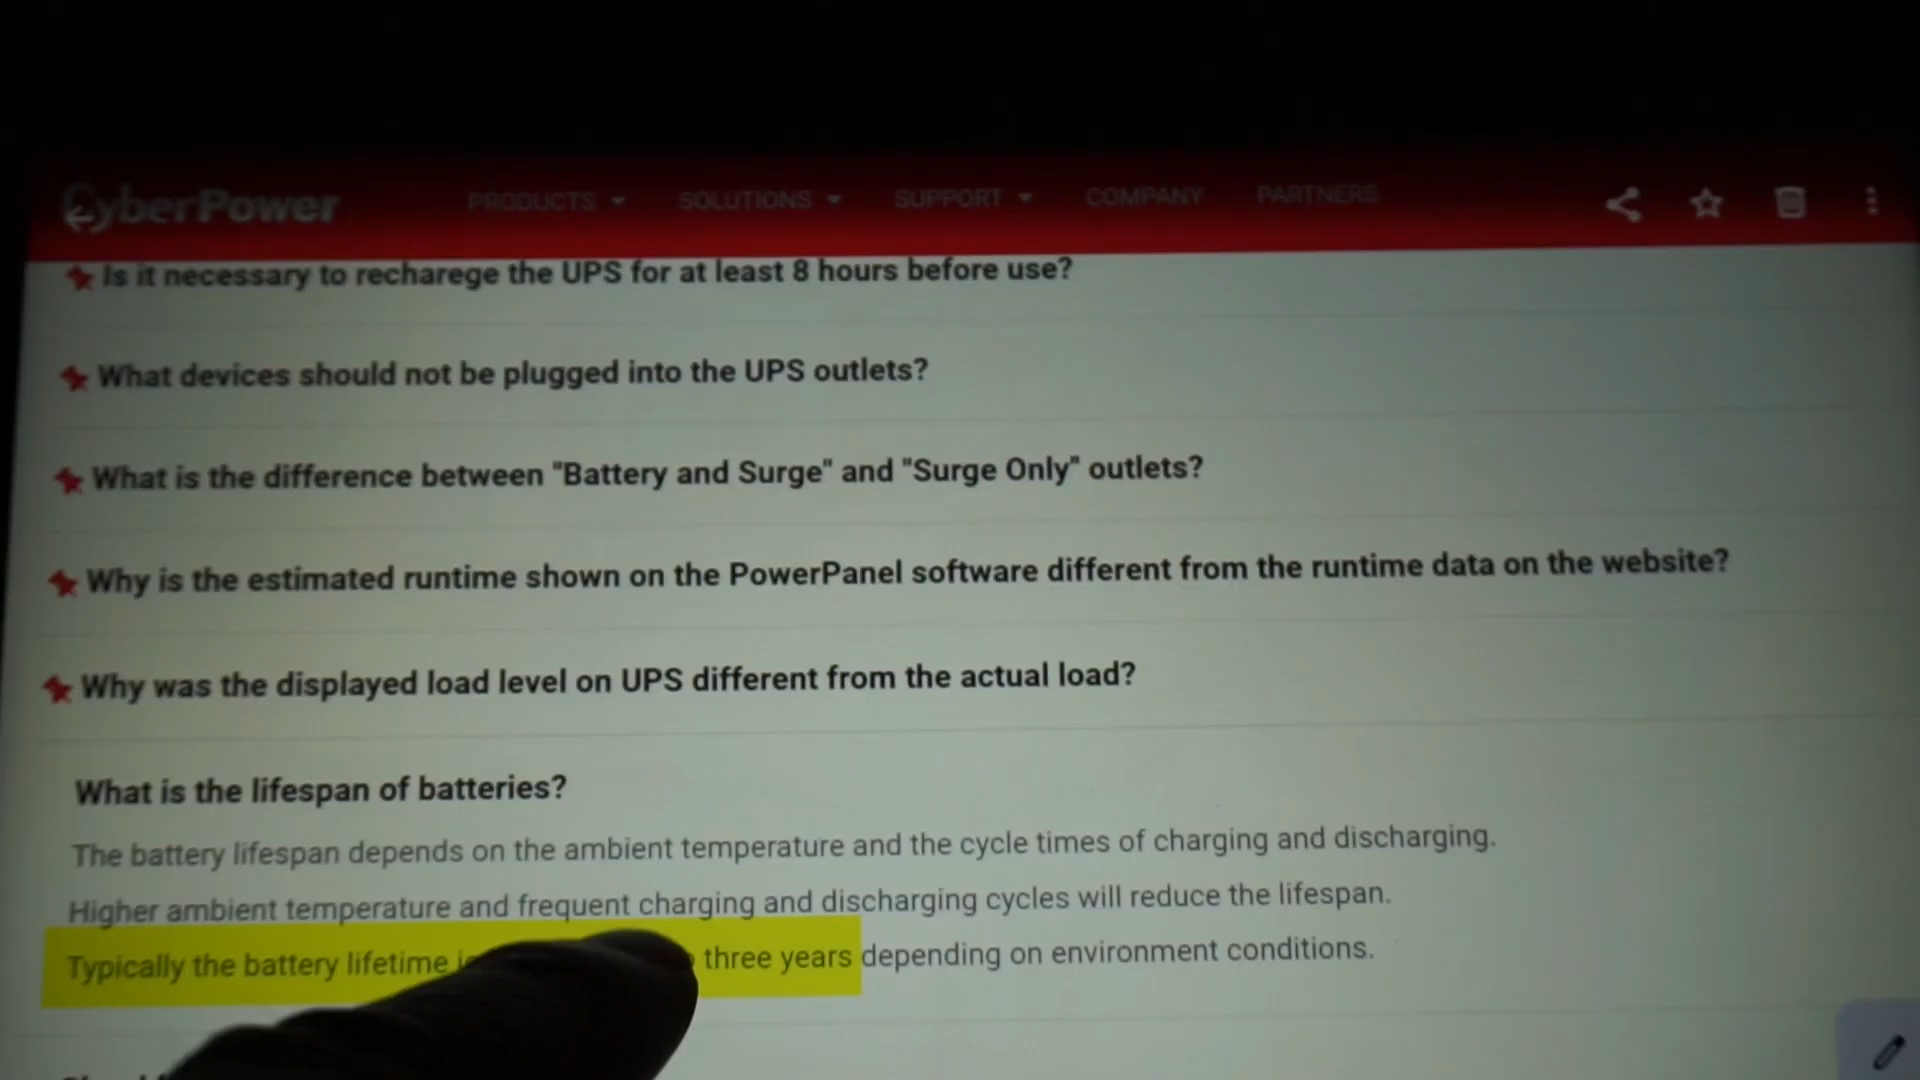 CyberPower PRODUCTS SOLUTIONS SUPPORT COMPANY PARTNERS
Is it necessary to recharege the UPS for at least 8 hours before use?
What devices should not be plugged into the UPS outlets?
What is the difference between "Battery and Surge" and "Surge Only" outlets?
Why is the estimated runtime shown on the PowerPanel software different from the runtime data on the website?
Why was the displayed load level on UPS different from the actual load?
What is the lifespan of batteries?
The battery lifespan depends on the ambient temperature and the cycle times of charging and discharging.
Higher ambient temperature and frequent charging and discharging cycles will reduce the lifespan.
Typically the battery lifetime is three years depending on environment conditions.